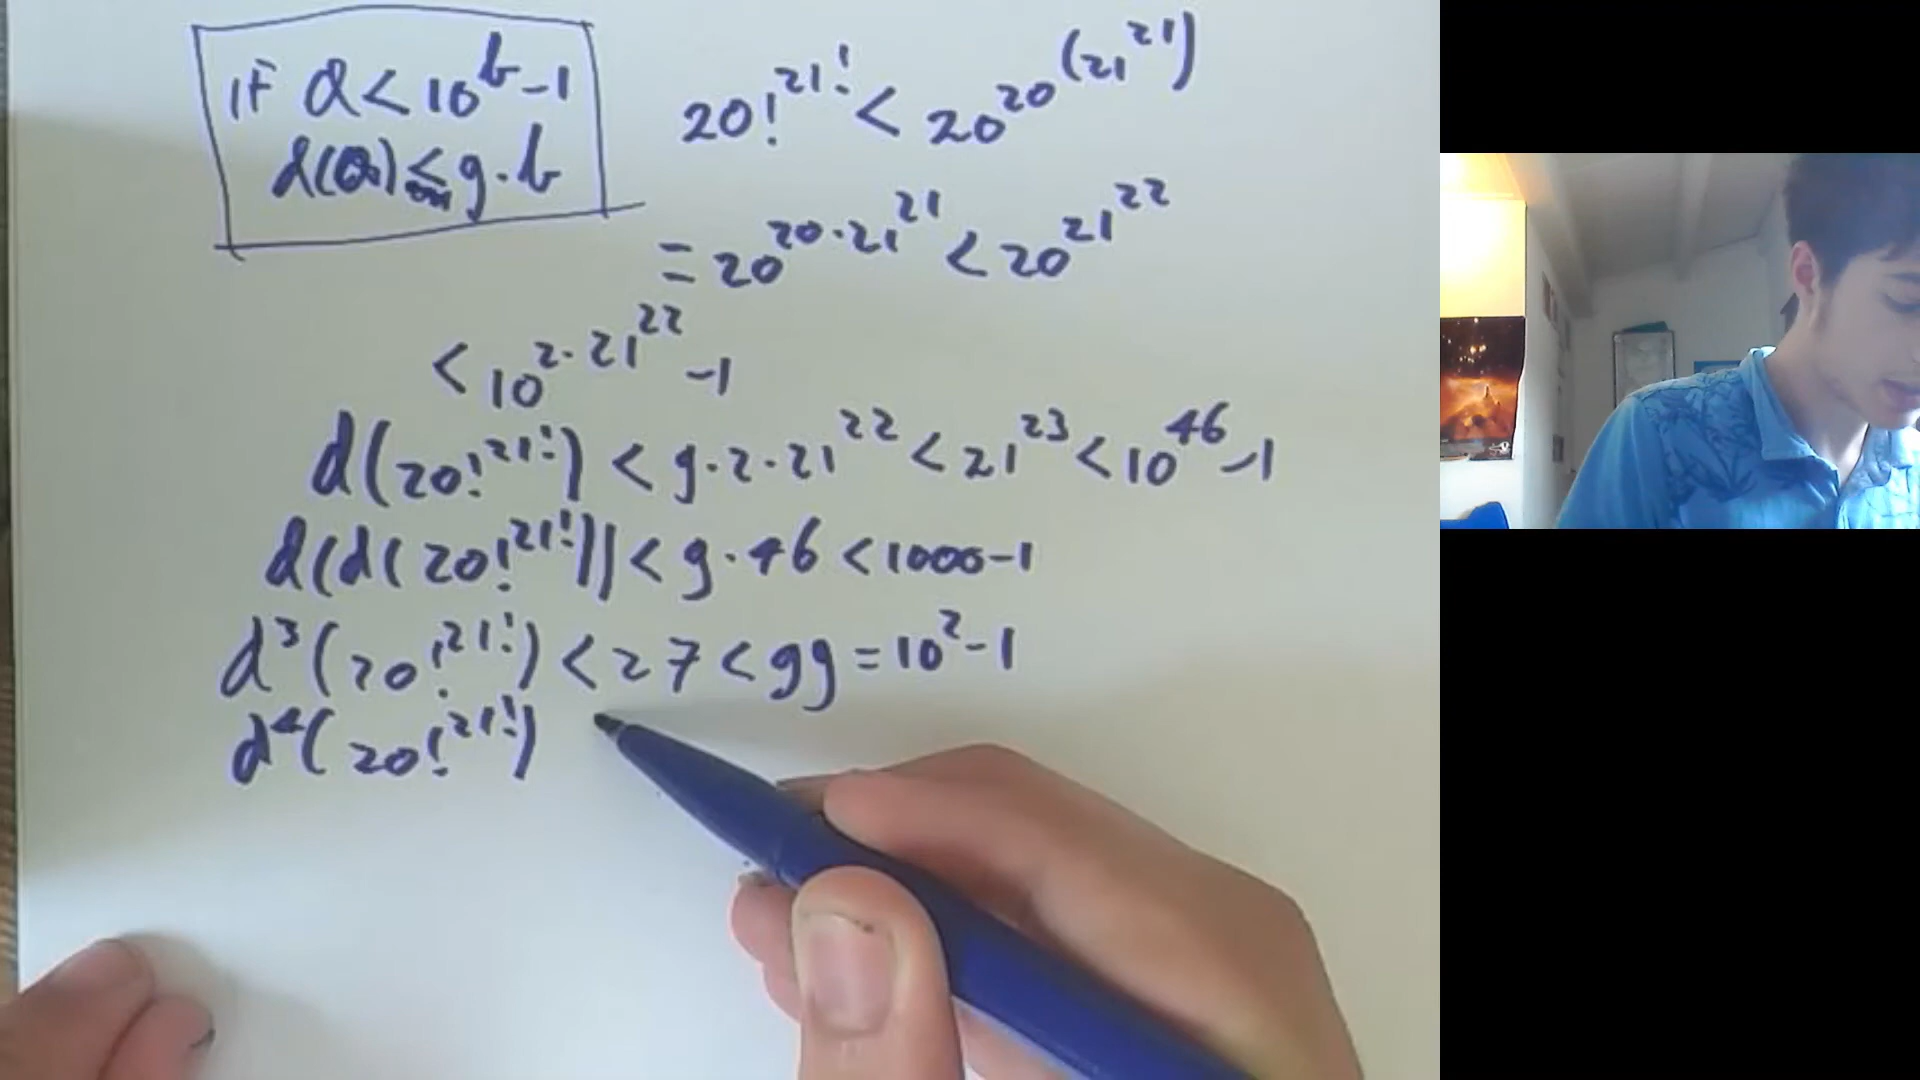 IF a < 10^b - 1
d(a) ≤ 9·b
20!^21! < 20^20^(21^21)
= 20^20·21^21 < 20^21^22
< 10^2·21^22 - 1
d(20!^21!) < 9·2·21^22 < 21^23 < 10^46 - 1
d(d(20!^21!)) < 9·46 < 1000-1
d^3(20!^21!) < 27 < 99 = 10^2 - 1
d^4(20!^21!)